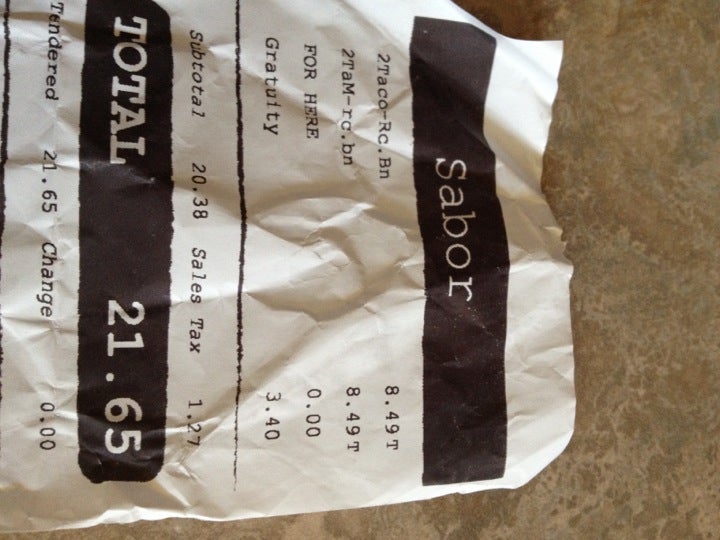 Sabor
2Taco-Rc.Bn 8.49T
2TaM-rc.bn 8.49T
FOR HERE 0.00
Gratuity 3.40
Subtotal 20.38 Sales Tax 1.27
TOTAL 21.65
Tendered 21.65 Change 0.00